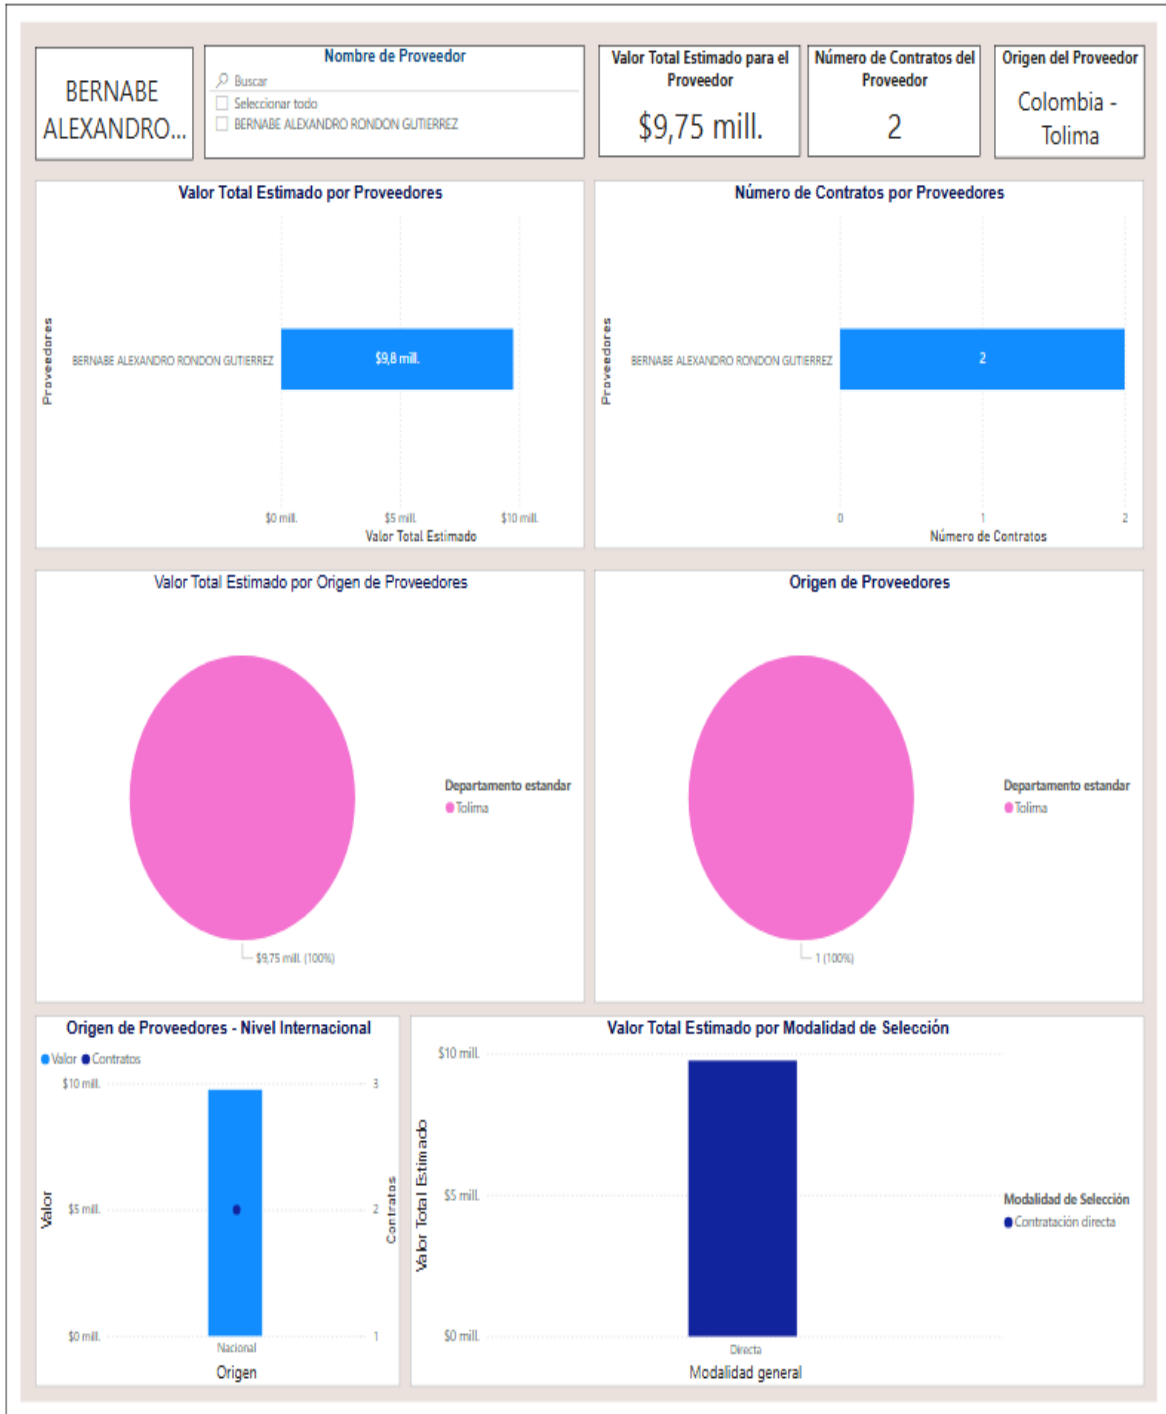 BERNABE
ALEXANDRO...
Nombre de Proveedor
Buscar
Seleccionar todo
BERNABE ALEXANDRO RONDON GUTIERREZ
Valor Total Estimado para el
Proveedor
$9,75 mill.
Número de Contratos del
Proveedor
2
Origen del Proveedor
Colombia -
Tolima
Valor Total Estimado por Proveedores
Proveedores
BERNABE ALEXANDRO RONDON GUTIERREZ
$9,8 mill.
$0 mill.
$5 mill.
$10 mill.
Valor Total Estimado
Número de Contratos por Proveedores
Proveedores
BERNABE ALEXANDRO RONDON GUTIERREZ
2
0
1
2
Número de Contratos
Valor Total Estimado por Origen de Proveedores
Departamento estandar
Tolima
$9,75 mill. (100%)
Origen de Proveedores
Departamento estandar
Tolima
1 (100%)
Origen de Proveedores - Nivel Internacional
Valor
Contratos
$10 mill.
$5 mill.
$0 mill.
Valor
3
2
1
Contratos
Nacional
Origen
Valor Total Estimado por Modalidad de Selección
$10 mill.
$5 mill.
$0 mill.
Valor Total Estimado
Directa
Modalidad general
Modalidad de Selección
Contratación directa